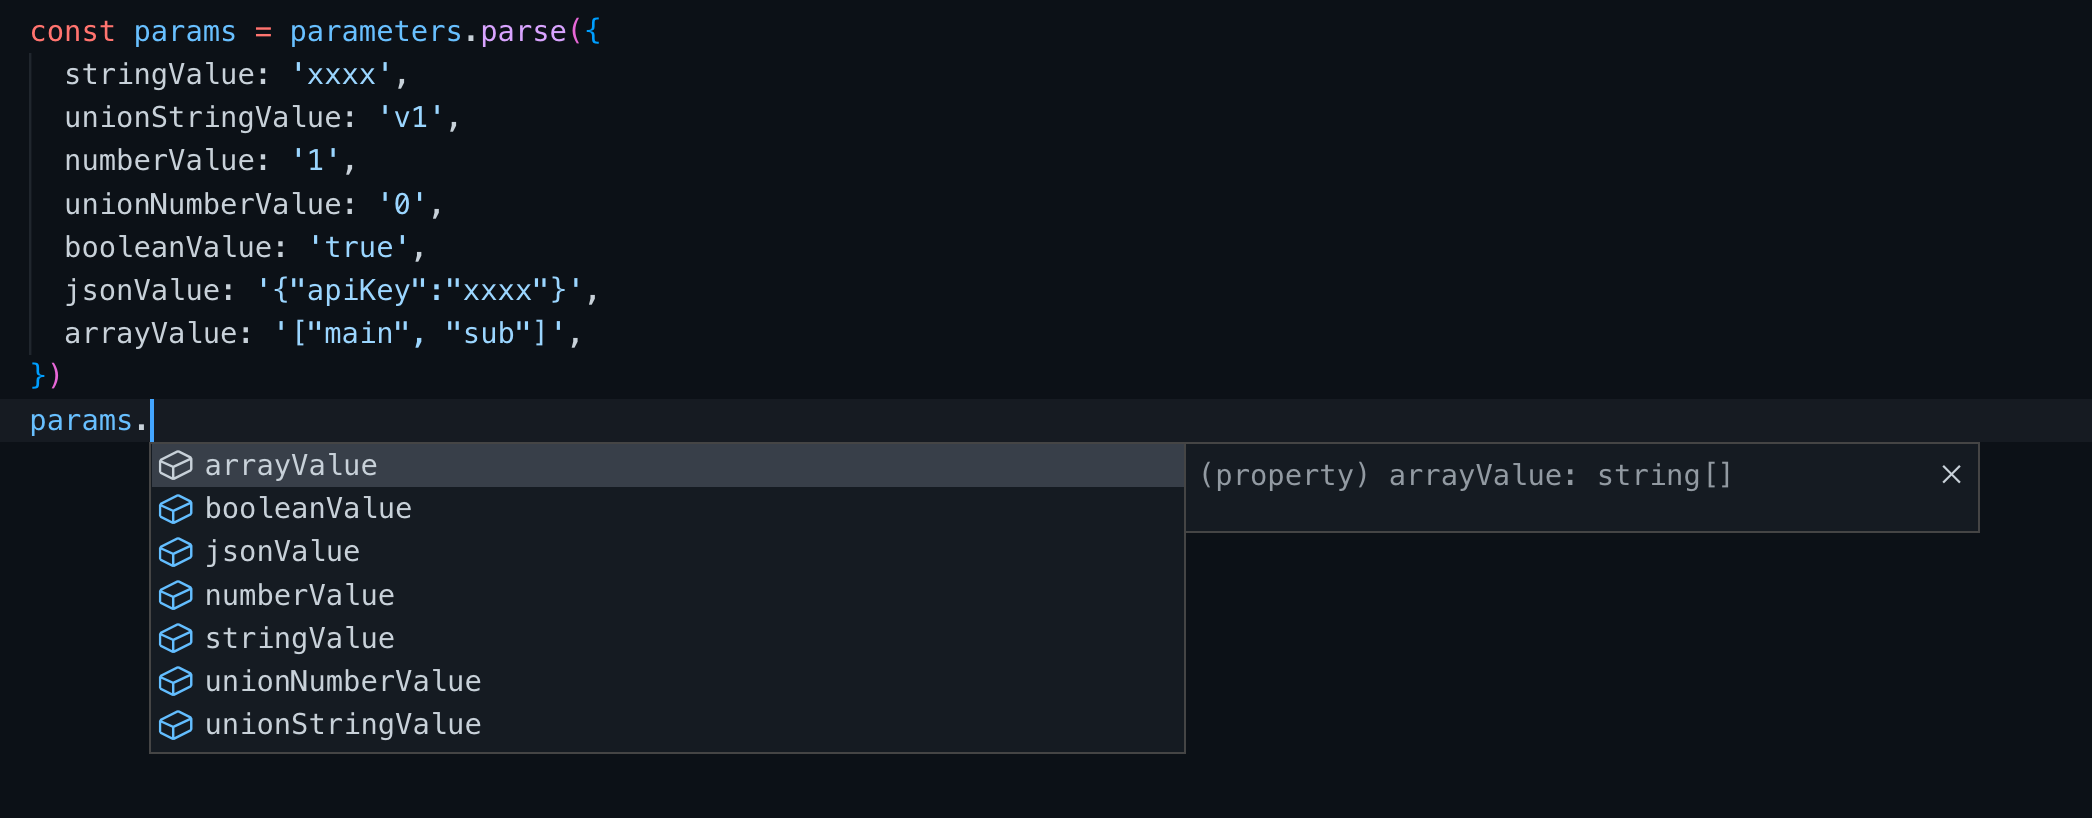 const params = parameters.parse({
  stringValue: 'xxxx',
  unionStringValue: 'v1',
  numberValue: '1',
  unionNumberValue: '0',
  booleanValue: 'true',
  jsonValue: '{"apiKey":"xxxx"}',
  arrayValue: '["main", "sub"]',
})
params.
arrayValue
(property) arrayValue: string[]
booleanValue
jsonValue
numberValue
stringValue
unionNumberValue
unionStringValue